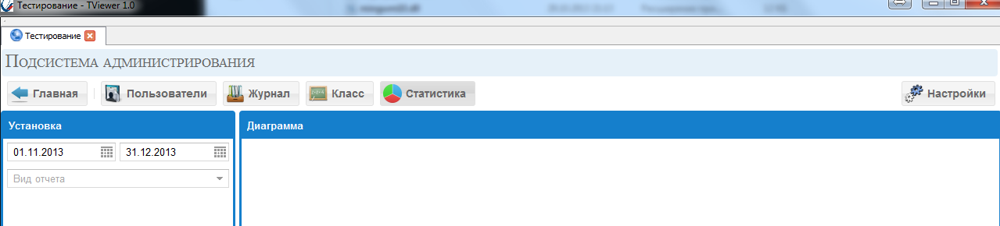 Тестирование - TViewer 1.0
Тестирование
Подсистема администрирования
Главная Пользователи Журнал Класс Статистика Настройки
Установка Диаграмма
01.11.2013 31.12.2013
Вид отчета